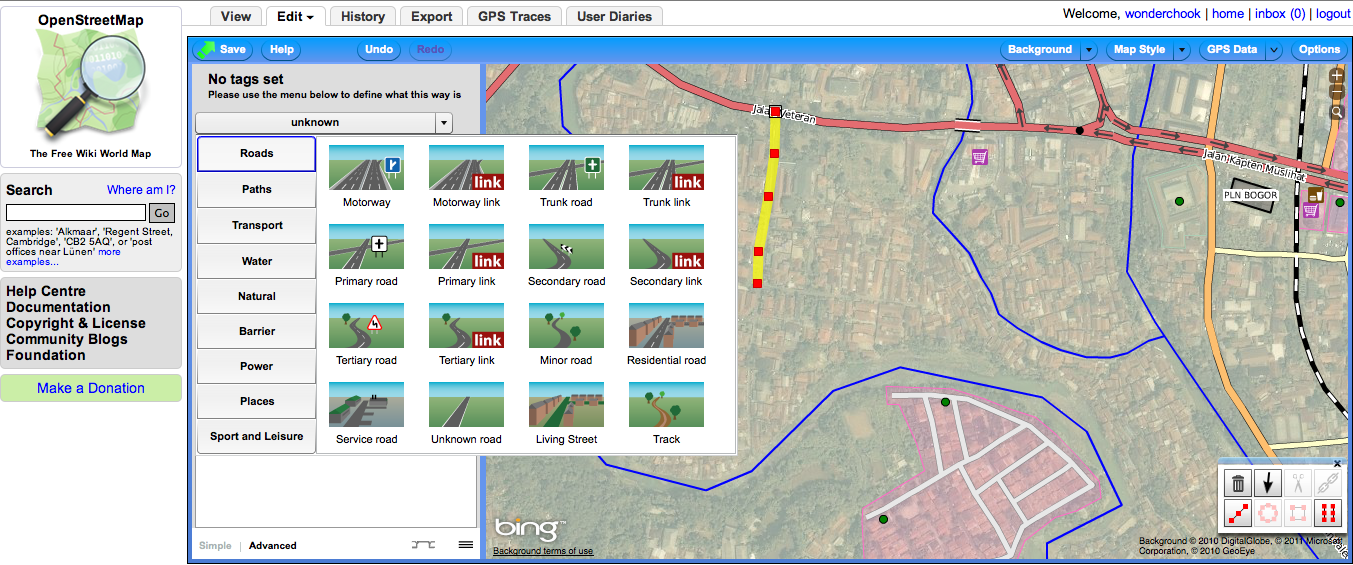 OpenStreetMap
The Free Wiki World Map
Search
Where am I?
Go
examples: 'Alkmaar', 'Regent Street,
Cambridge', 'CB2 5AQ', or 'post
offices near Lünen' more
examples...
Help Centre
Documentation
Copyright & License
Community Blogs
Foundation
Make a Donation
View
Edit
History
Export
GPS Traces
User Diaries
Welcome, wonderchook | home | inbox (0) | logout
Save
Help
Undo
Redo
Background
Map Style
GPS Data
Options
No tags set
Please use the menu below to define what this way is
unknown
Roads
Paths
Transport
Water
Natural
Barrier
Power
Places
Sport and Leisure
Motorway
link
Motorway link
Trunk road
link
Trunk link
Primary road
link
Primary link
Secondary road
link
Secondary link
Tertiary road
link
Tertiary link
Minor road
Residential road
Service road
Unknown road
Living Street
Track
Simple | Advanced
Jalan Veteran
Jalan Kapten Muslihat
PLN BOGOR
bing™
Background terms of use
Background © 2010 DigitalGlobe, © 2011 Microsoft
Corporation, © 2010 GeoEye